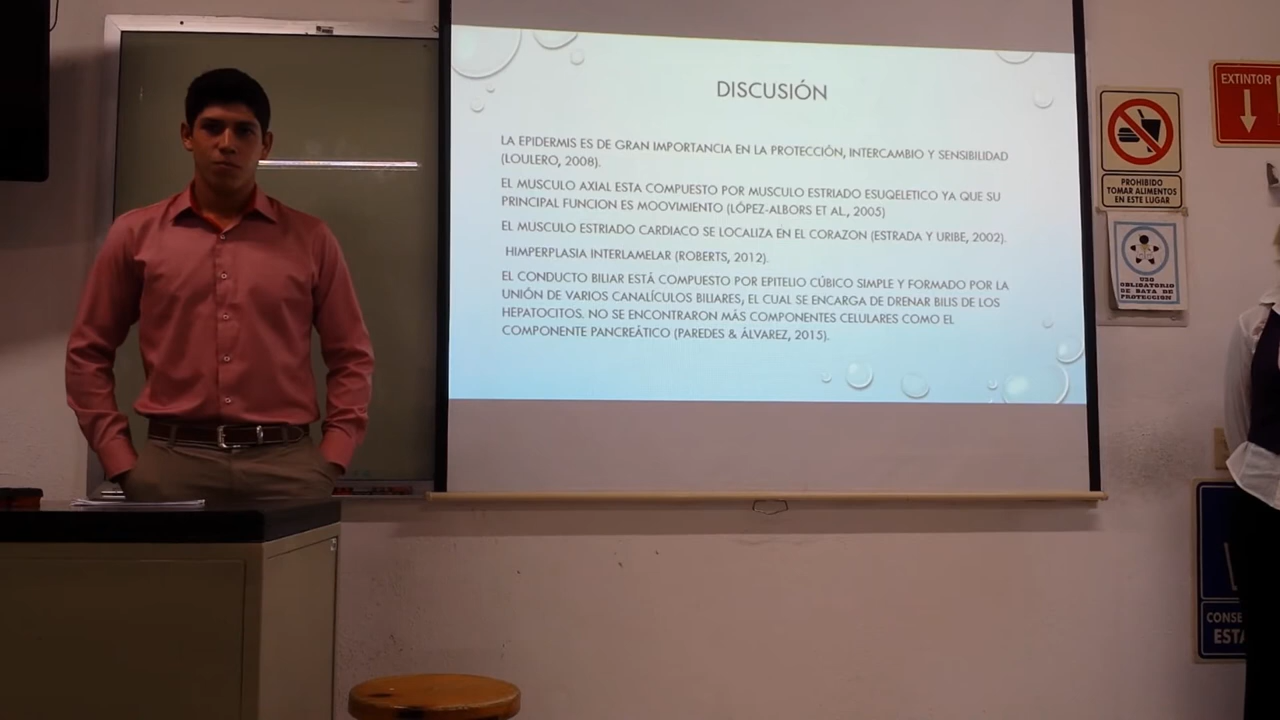 DISCUSIÓN
LA EPIDERMIS ES DE GRAN IMPORTANCIA EN LA PROTECCIÓN, INTERCAMBIO Y SENSIBILIDAD
(LOULERO, 2008).
EL MUSCULO AXIAL ESTA COMPUESTO POR MUSCULO ESTRIADO ESUQELETICO YA QUE SU
PRINCIPAL FUNCION ES MOOVIMIENTO (LÓPEZ-ALBORS ET AL., 2005)
EL MUSCULO ESTRIADO CARDIACO SE LOCALIZA EN EL CORAZON (ESTRADA Y URIBE, 2002).
HIMPERPLASIA INTERLAMELAR (ROBERTS, 2012).
EL CONDUCTO BILIAR ESTÁ COMPUESTO POR EPITELIO CÚBICO SIMPLE Y FORMADO POR LA
UNIÓN DE VARIOS CANALÍCULOS BILIARES, EL CUAL SE ENCARGA DE DRENAR BILIS DE LOS
HEPATOCITOS. NO SE ENCONTRARON MÁS COMPONENTES CELULARES COMO EL
COMPONENTE PANCREÁTICO (PAREDES & ÁLVAREZ, 2015).
EXTINTOR
PROHIBIDO
TOMAR ALIMENTOS
EN ESTE LUGAR
USO
OBLIGATORIO
DE BATA DE
PROTECCION
CONSE
ESTA